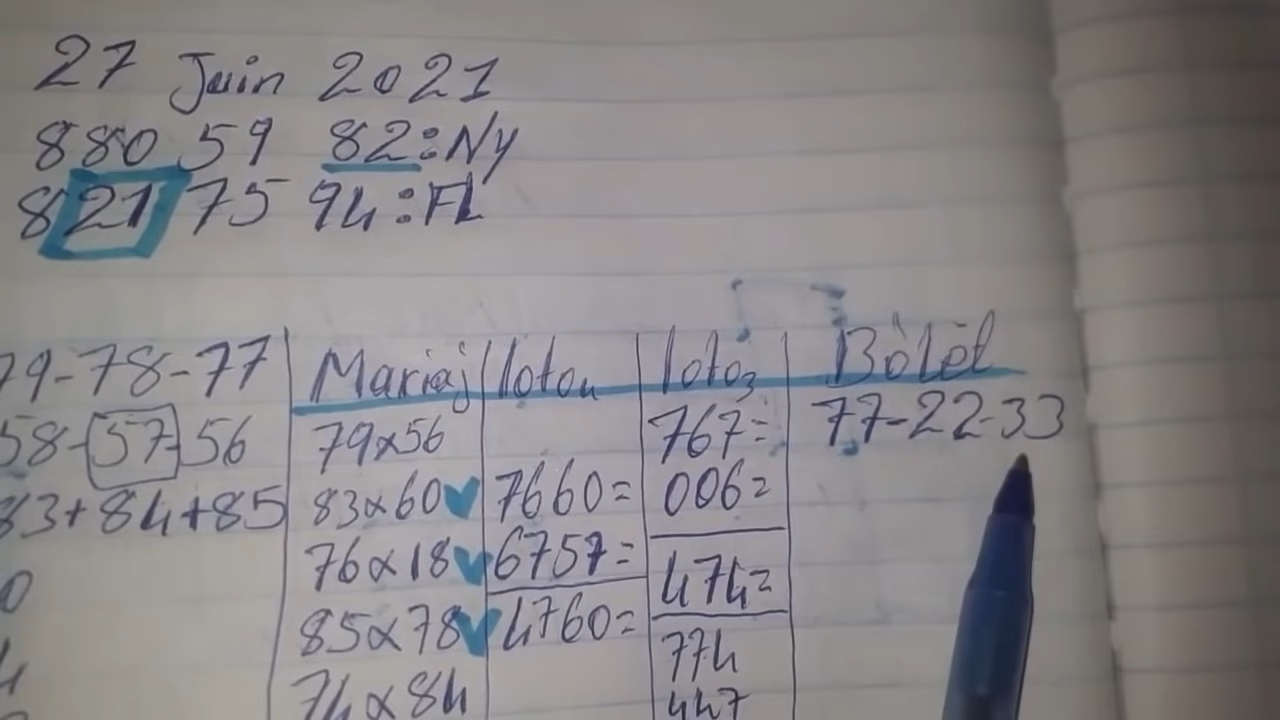 27 Juin 2021
880 59 82:Ny
821 75 94:FL
79-78-77 Mariaj loto4 loto3 Bòlèt
58-57-56 79x56 767= 77-22-33
83+84+85 83x60 7660= 006=
0 76x18 6757= 474=
4 85x78 4760= 774
74x84 447